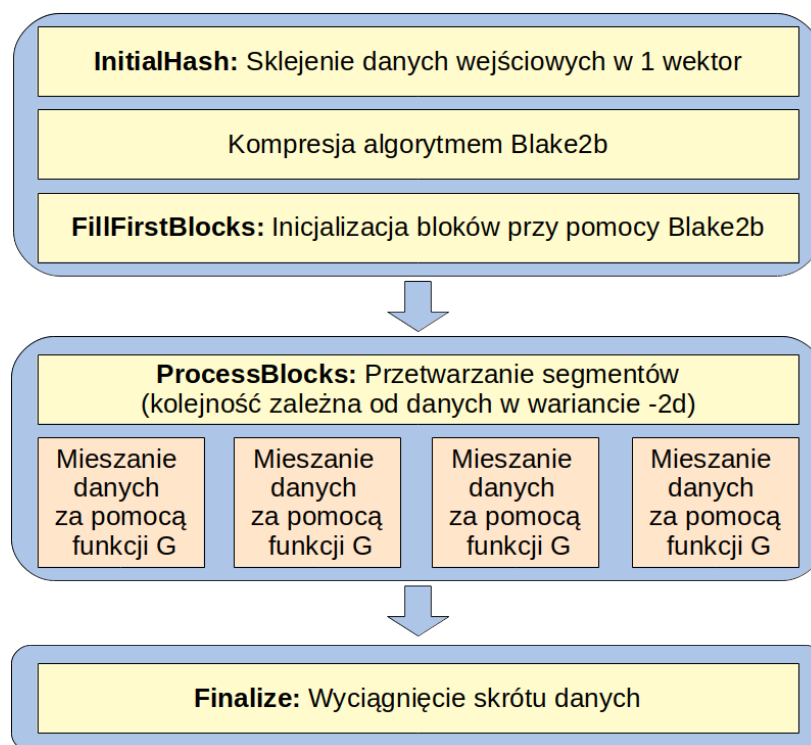 InitialHash: Sklejenie danych wejściowych w 1 wektor
Kompresja algorytmem Blake2b
FillFirstBlocks: Inicjalizacja bloków przy pomocy Blake2b
ProcessBlocks: Przetwarzanie segmentów
(kolejność zależna od danych w wariancie -2d)
Mieszanie
danych
za pomocą
funkcji G
Mieszanie
danych
za pomocą
funkcji G
Mieszanie
danych
za pomocą
funkcji G
Mieszanie
danych
za pomocą
funkcji G
Finalize: Wyciągnięcie skrótu danych